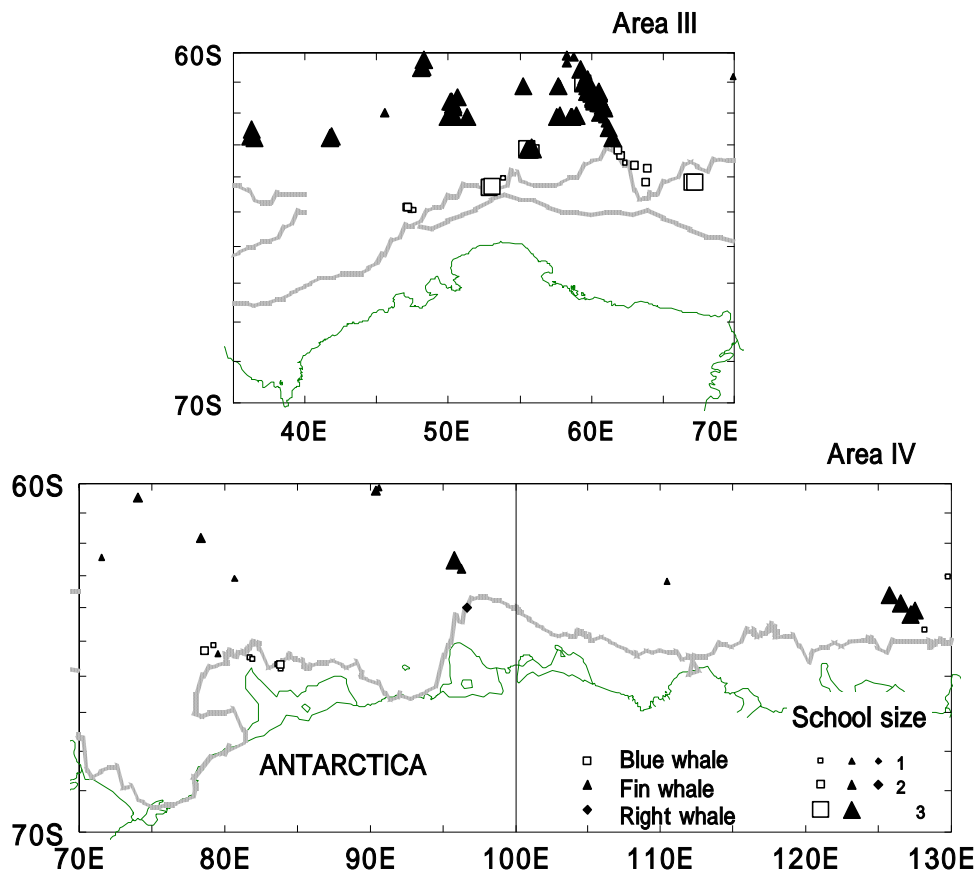 Area III
60S
70S
40E 50E 60E 70E
Area IV
60S
ANTARCTICA
School size
Blue whale 1
Fin whale 2
Right whale 3
70S
70E 80E 90E 100E 110E 120E 130E